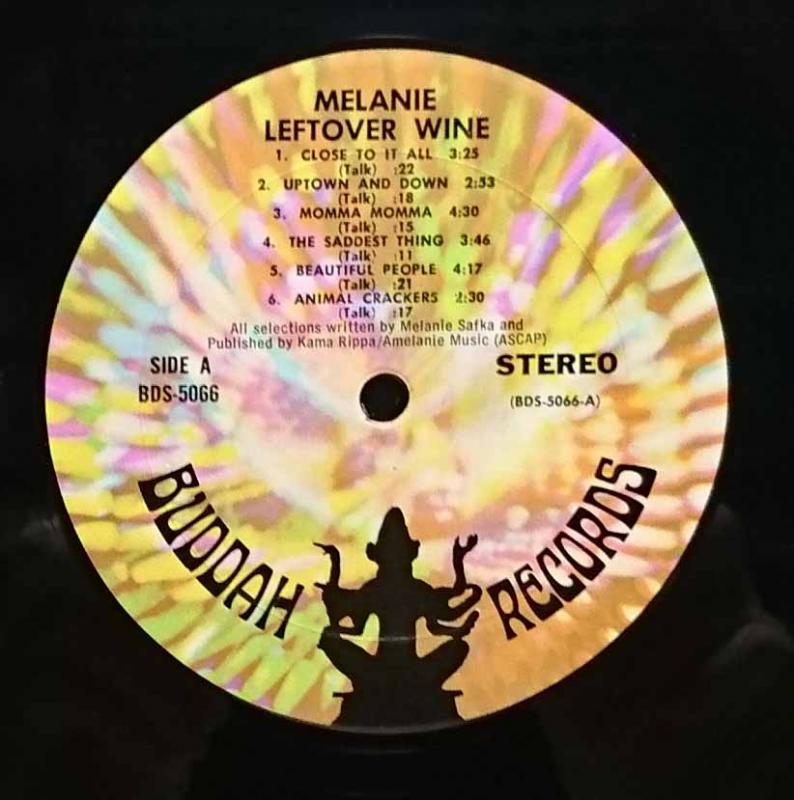 MELANIE
LEFTOVER WINE
1. CLOSE TO IT ALL 3:25
(Talk) :22
2. UPTOWN AND DOWN 2:53
(Talk) :18
3. MOMMA MOMMA 4:30
(Talk) :15
4. THE SADDEST THING 3:46
(Talk) :11
5. BEAUTIFUL PEOPLE 4:17
(Talk) :21
6. ANIMAL CRACKERS 2:30
(Talk) :17
All selections written by Melanie Safka and
Published by Kama Rippa/Amelanie Music (ASCAP)
SIDE A
BDS-5066
STEREO
(BDS-5066-A)
BUDDAH RECORDS